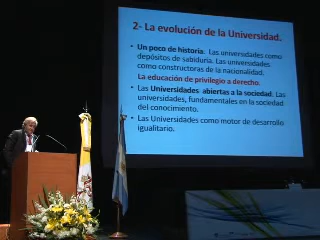 2- La evolución de la Universidad.
• Un poco de historia. Las universidades como
depósitos de sabiduría. Las universidades
como constructoras de la nacionalidad.
La educación de privilegio a derecho.
• Las Universidades abiertas a la sociedad. Las
universidades, fundamentales en la sociedad
del conocimiento.
• Las Universidades como motor de desarrollo
igualitario.